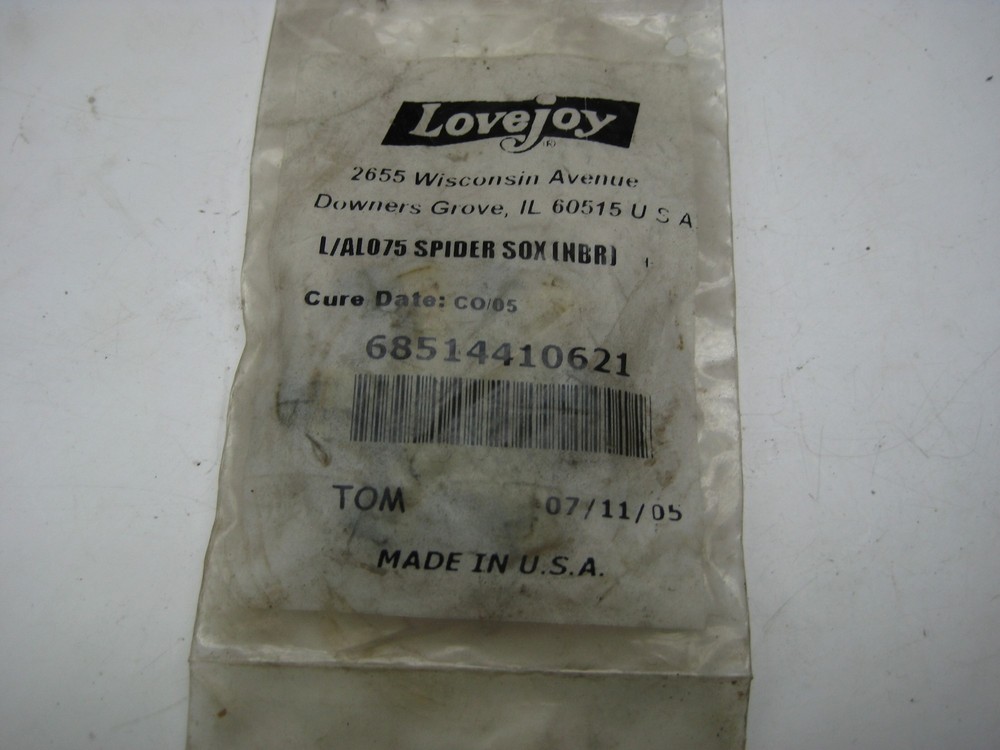 Lovejoy ®
2655 Wisconsin Avenue
Downers Grove, IL 60515 U S A
L/AL075 SPIDER SOX (NBR)
Cure Date: CO/05
68514410621
TOM 07/11/05
MADE IN U.S.A.